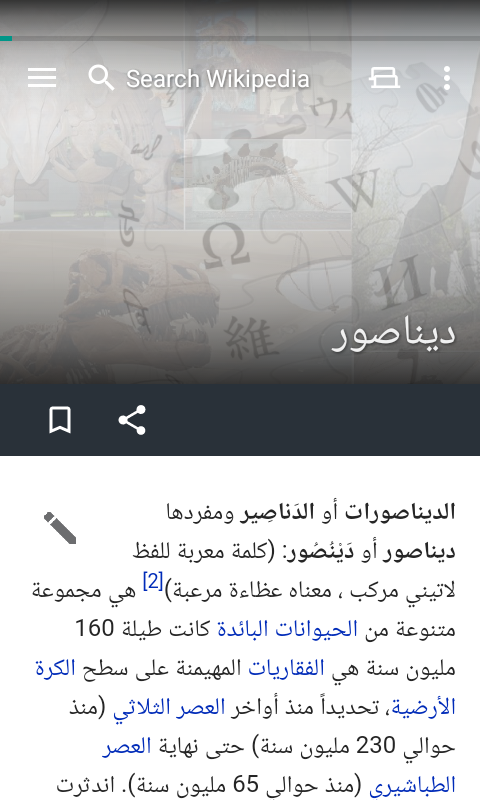 Search Wikipedia
ديناصور
الديناصورات أو الدَناصِير ومفردها
ديناصور أو دَيْنُصُور: (كلمة معربة للفظ
لاتيني مركب ، معناه عظاءة مرعبة)[2] هي مجموعة
متنوعة من الحيوانات البائدة كانت طيلة 160
مليون سنة هي الفقاريات المهيمنة على سطح الكرة
الأرضية، تحديداً منذ أواخر العصر الثلاثي (منذ
حوالي 230 مليون سنة) حتى نهاية العصر
الطباشيري (منذ حوالي 65 مليون سنة). اندثرت